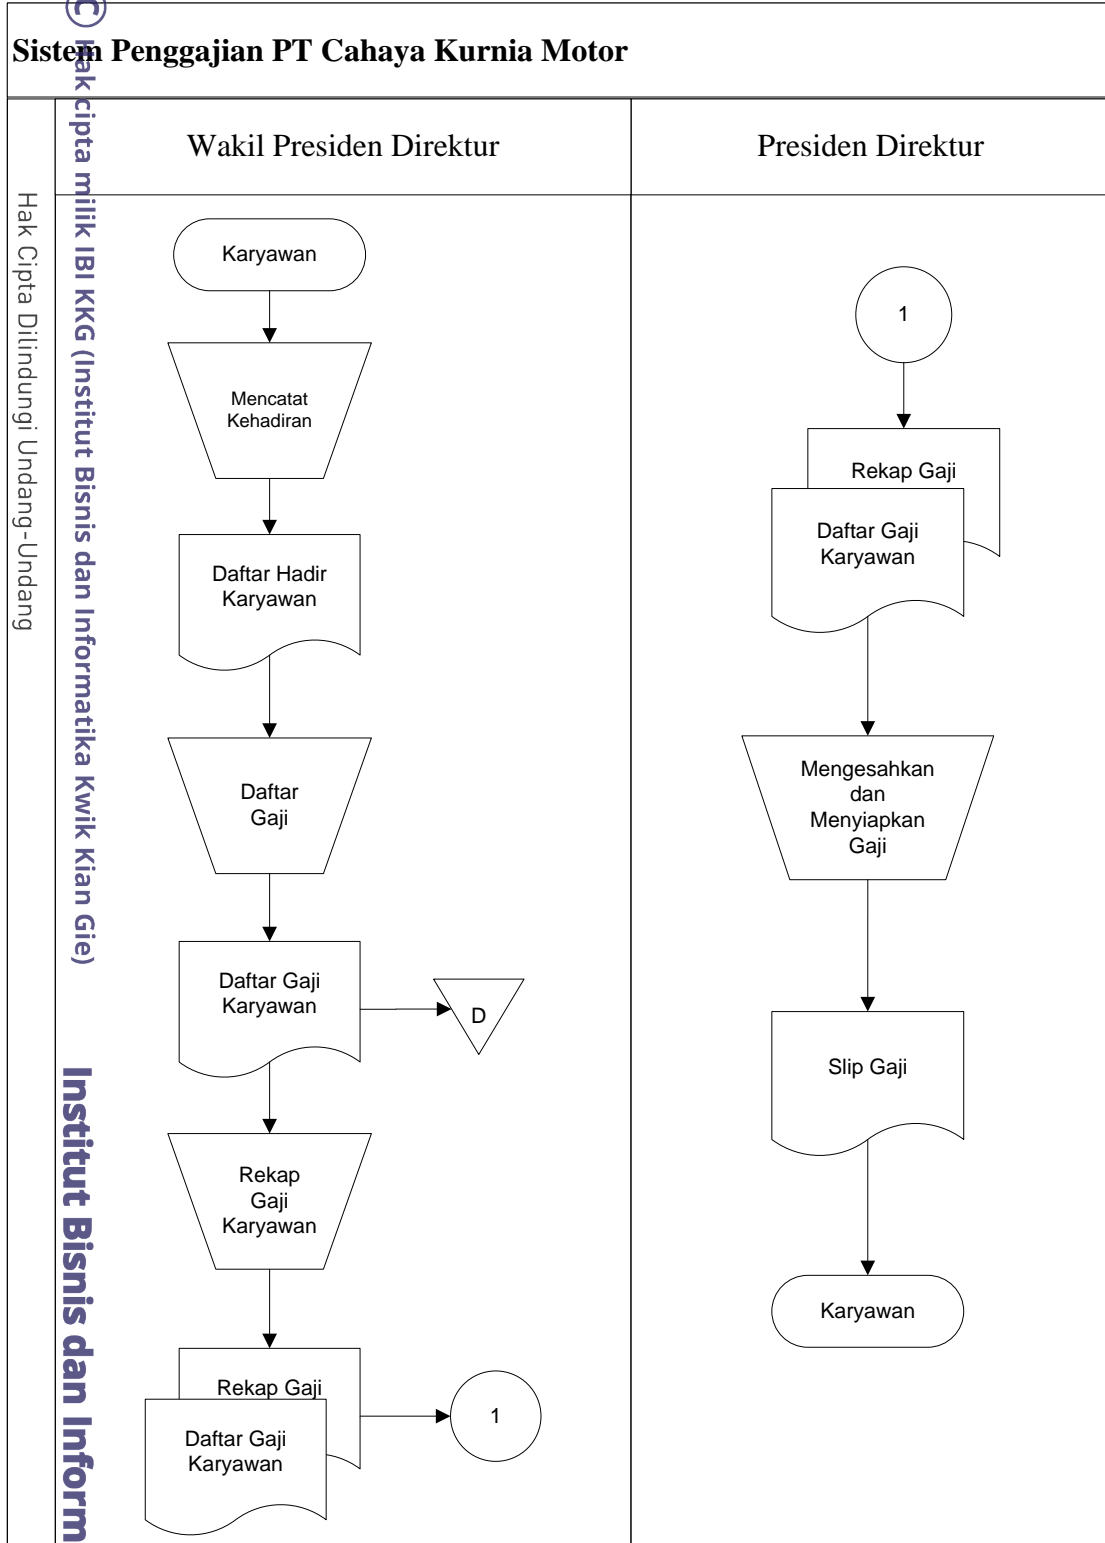 Sistem Penggajian PT Cahaya Kurnia Motor
Wakil Presiden Direktur
Presiden Direktur
Karyawan
Mencatat
Kehadiran
Daftar Hadir
Karyawan
Daftar
Gaji
Daftar Gaji
Karyawan
D
Rekap
Gaji
Karyawan
Rekap Gaji
Daftar Gaji
Karyawan
1
1
Rekap Gaji
Daftar Gaji
Karyawan
Mengesahkan
dan
Menyiapkan
Gaji
Slip Gaji
Karyawan
Hak Cipta Dilindungi Undang-Undang
© Hak cipta milik IBI KKG (Institut Bisnis dan Informatika Kwik Kian Gie)
Institut Bisnis dan Inform